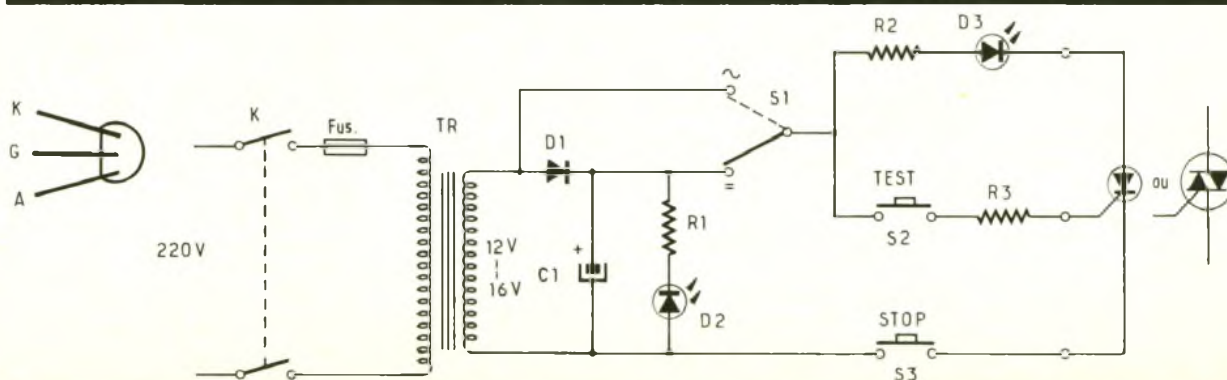 K
G
A
220V
K
Fus.
TR
12V
16V
D1
C1
+
R1
D2
~
S1
=
R2
D3
TEST
S2
R3
ou
STOP
S3